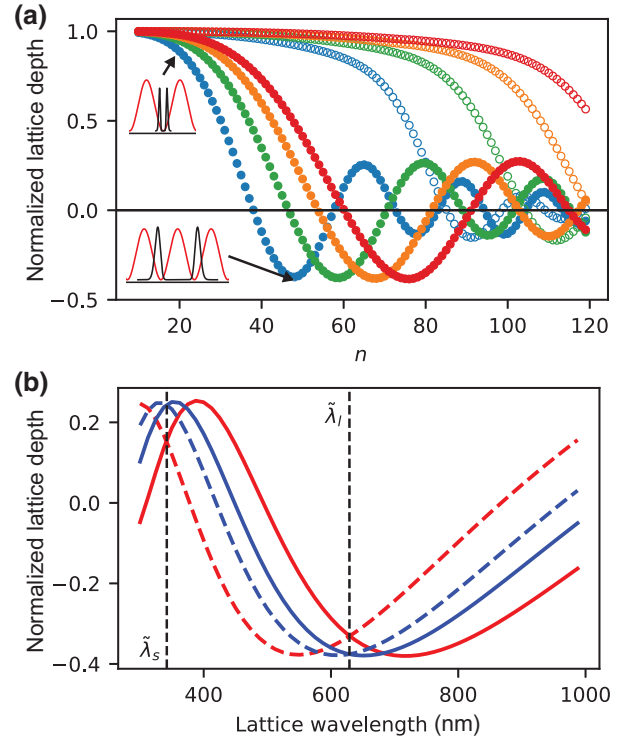 (a)
Normalized lattice depth
1.0
0.5
0.0
−0.5
20
40
60
80
100
120
n
(b)
Normalized lattice depth
0.2
0.0
−0.2
−0.4
λ̃s
λ̃l
400
600
800
1000
Lattice wavelength (nm)